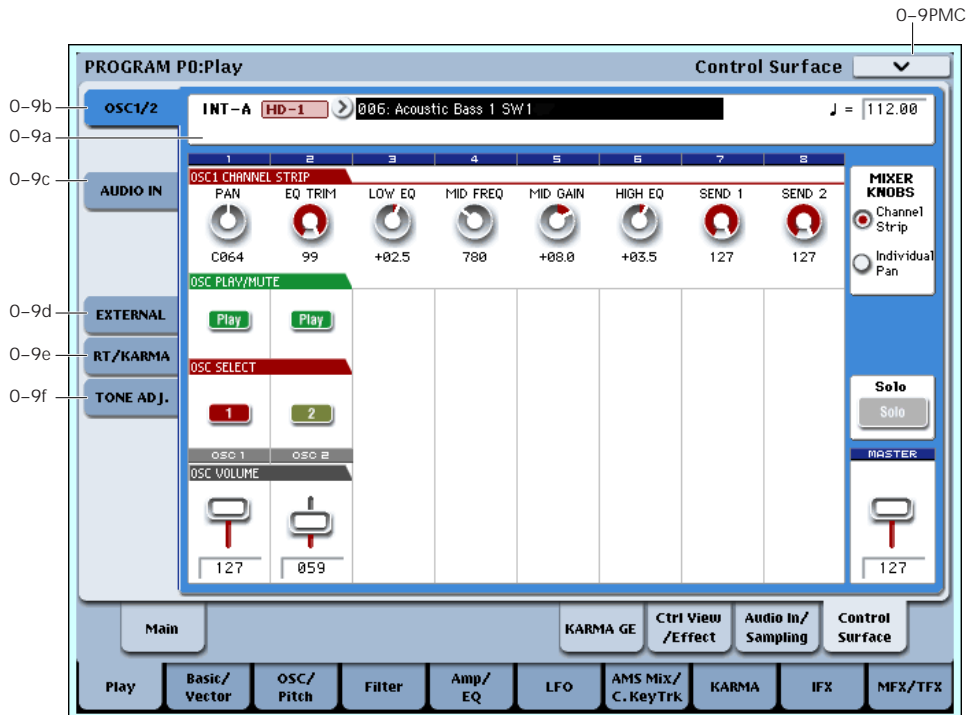 0–9PMC
PROGRAM P0:Play
Control Surface
0–9b
OSC1/2
INT-A HD-1 006: Acoustic Bass 1 SW1
♩ = 112.00
0–9a
1 2 3 4 5 6 7 8
0–9c
AUDIO IN
OSC1 CHANNEL STRIP
PAN EQ TRIM LOW EQ MID FREQ MID GAIN HIGH EQ SEND 1 SEND 2
C064 99 +02.5 780 +08.0 +03.5 127 127
MIXER
KNOBS
Channel
Strip
Individual
Pan
OSC PLAY/MUTE
0–9d
EXTERNAL
Play Play
0–9e
RT/KARMA
OSC SELECT
0–9f
TONE ADJ.
1 2
Solo
Solo
OSC 1 OSC 2
MASTER
OSC VOLUME
127 059
127
Main
KARMA GE
Ctrl View
/Effect
Audio In/
Sampling
Control
Surface
Play
Basic/
Vector
OSC/
Pitch
Filter
Amp/
EQ
LFO
AMS Mix/
C.KeyTrk
KARMA
IFX
MFX/TFX